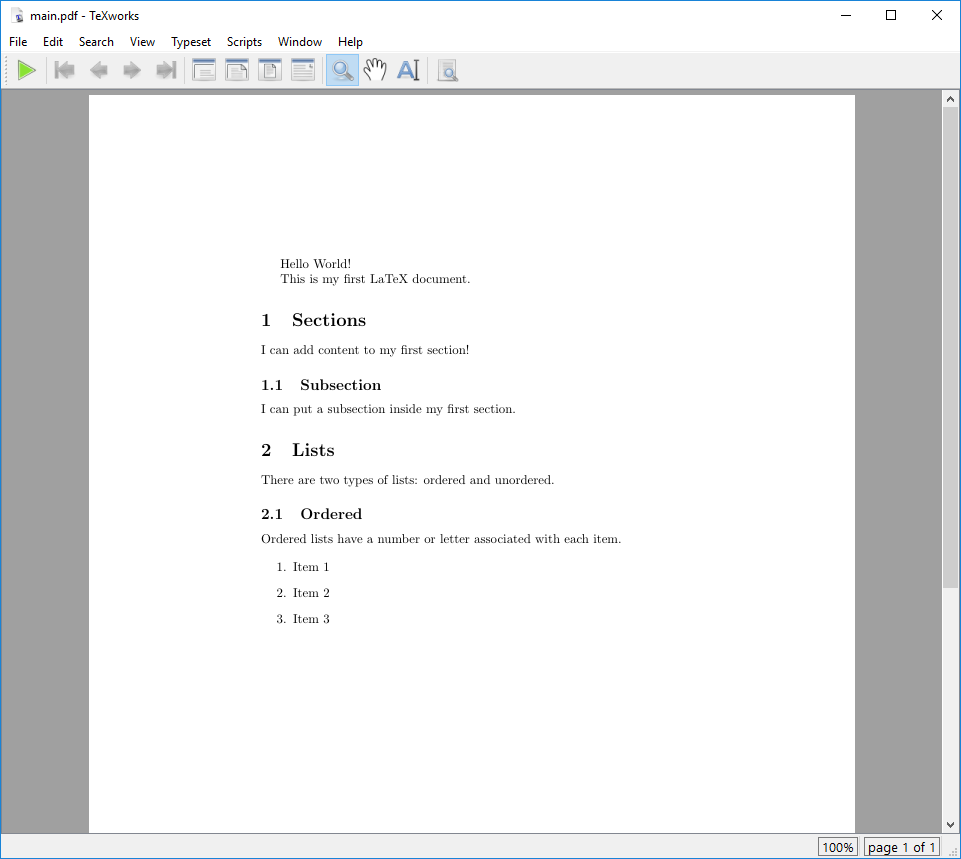 main.pdf - TeXworks
File Edit Search View Typeset Scripts Window Help
Hello World!
This is my first LaTeX document.
1 Sections
I can add content to my first section!
1.1 Subsection
I can put a subsection inside my first section.
2 Lists
There are two types of lists: ordered and unordered.
2.1 Ordered
Ordered lists have a number or letter associated with each item.
1. Item 1
2. Item 2
3. Item 3
100% page 1 of 1